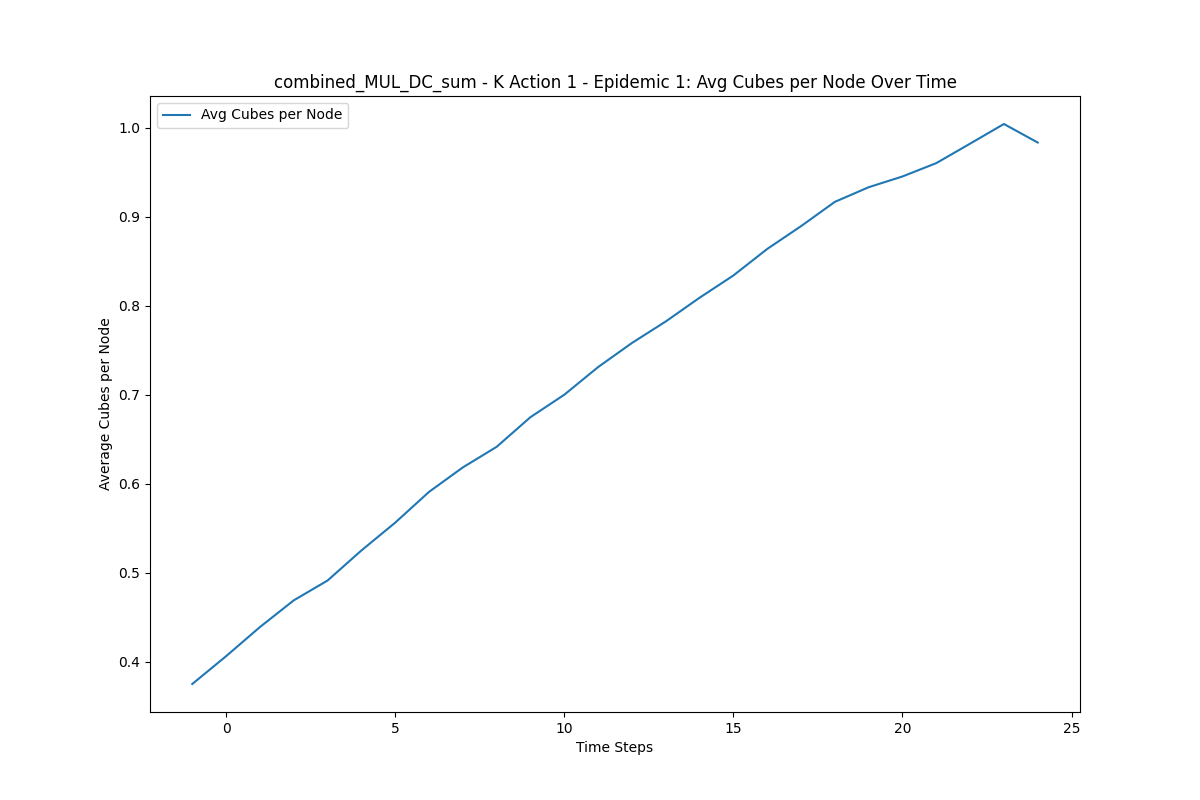 combined_MUL_DC_sum - K Action 1 - Epidemic 1: Avg Cubes per Node Over Time
Avg Cubes per Node
1.0
0.9
0.8
0.7
0.6
0.5
0.4
Average Cubes per Node
0 5 10 15 20 25
Time Steps